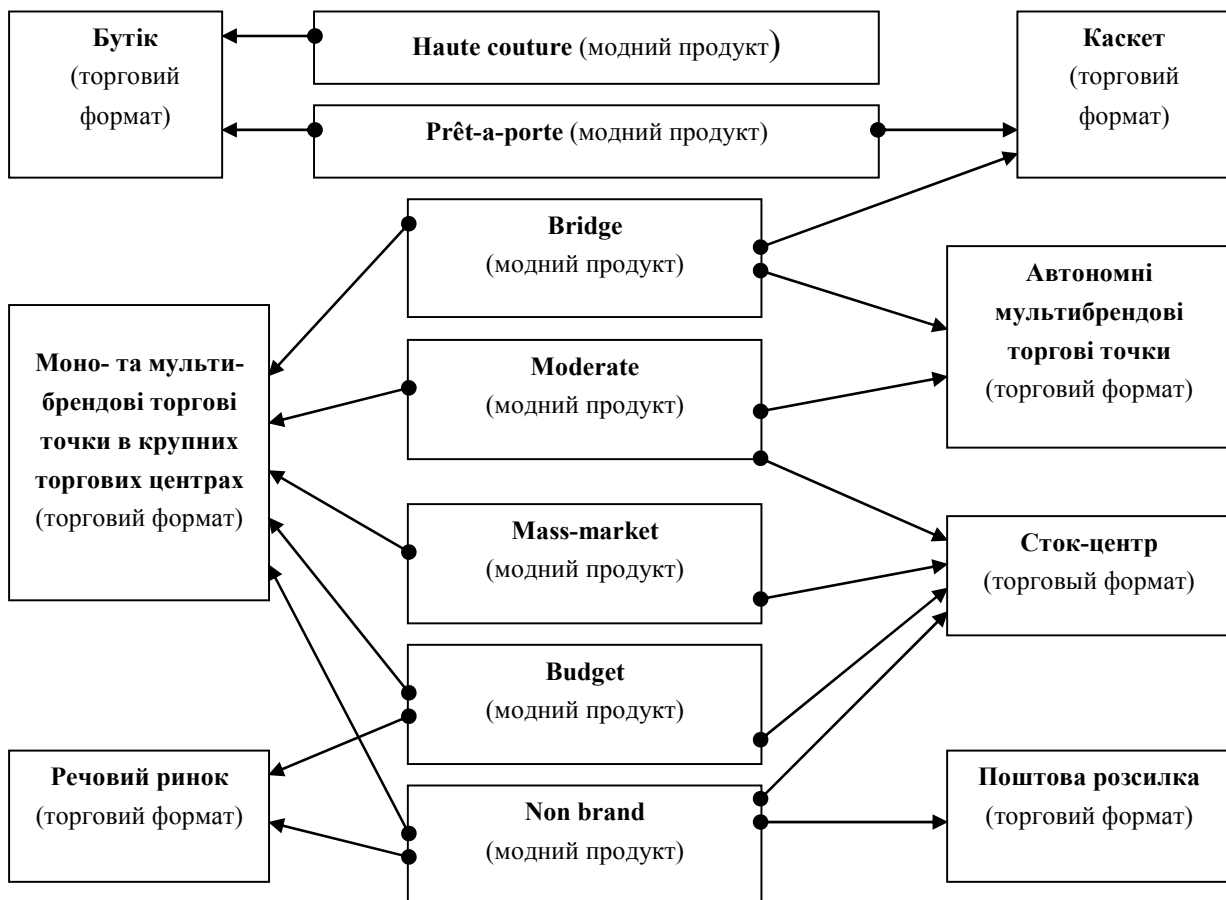 Бутік
(торговий
формат)
Haute couture (модний продукт)
Prêt-a-porte (модний продукт)
Каскет
(торговий
формат)
Bridge
(модний продукт)
Автономні
мультибрендові
торгові точки
(торговий формат)
Моно- та мульти-
брендові торгові
точки в крупних
торгових центрах
(торговий формат)
Moderate
(модний продукт)
Mass-market
(модний продукт)
Сток-центр
(торговый формат)
Budget
(модний продукт)
Речовий ринок
(торговий формат)
Non brand
(модний продукт)
Поштова розсилка
(торговий формат)